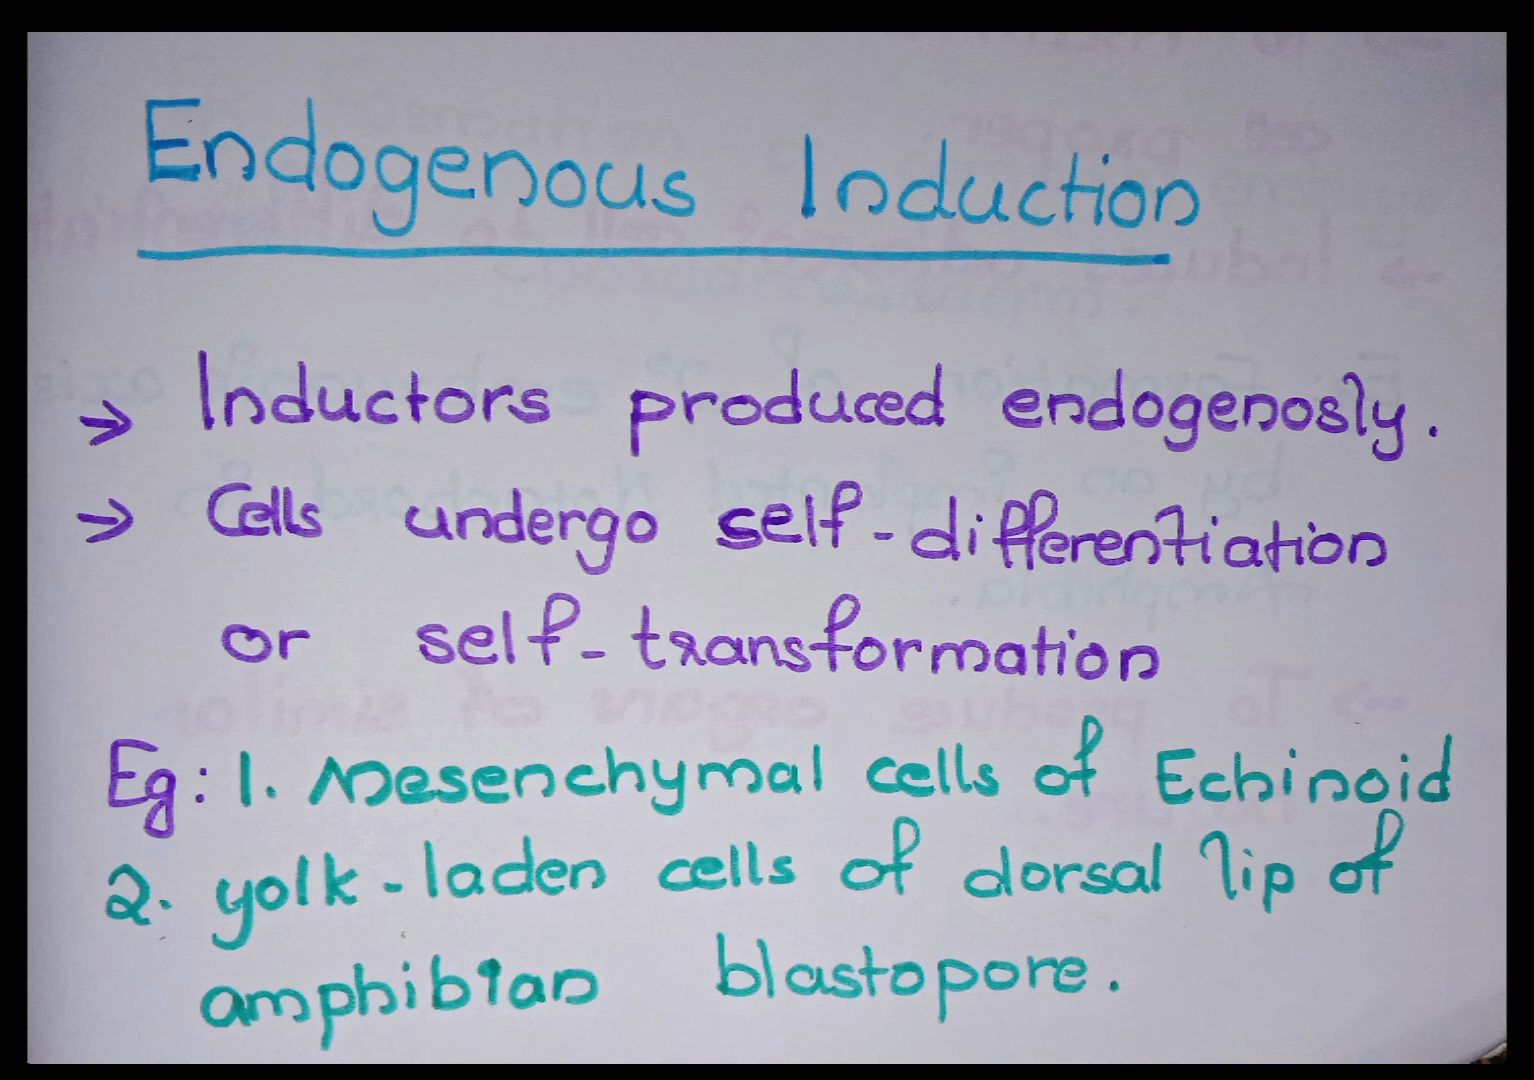 Endogenous Induction
→ Inductors produced endogenosly.
→ Cells undergo self-differentiation
or self-transformation
Eg: 1. Mesenchymal cells of Echinoid
2. yolk-laden cells of dorsal lip of
amphibian blastopore.